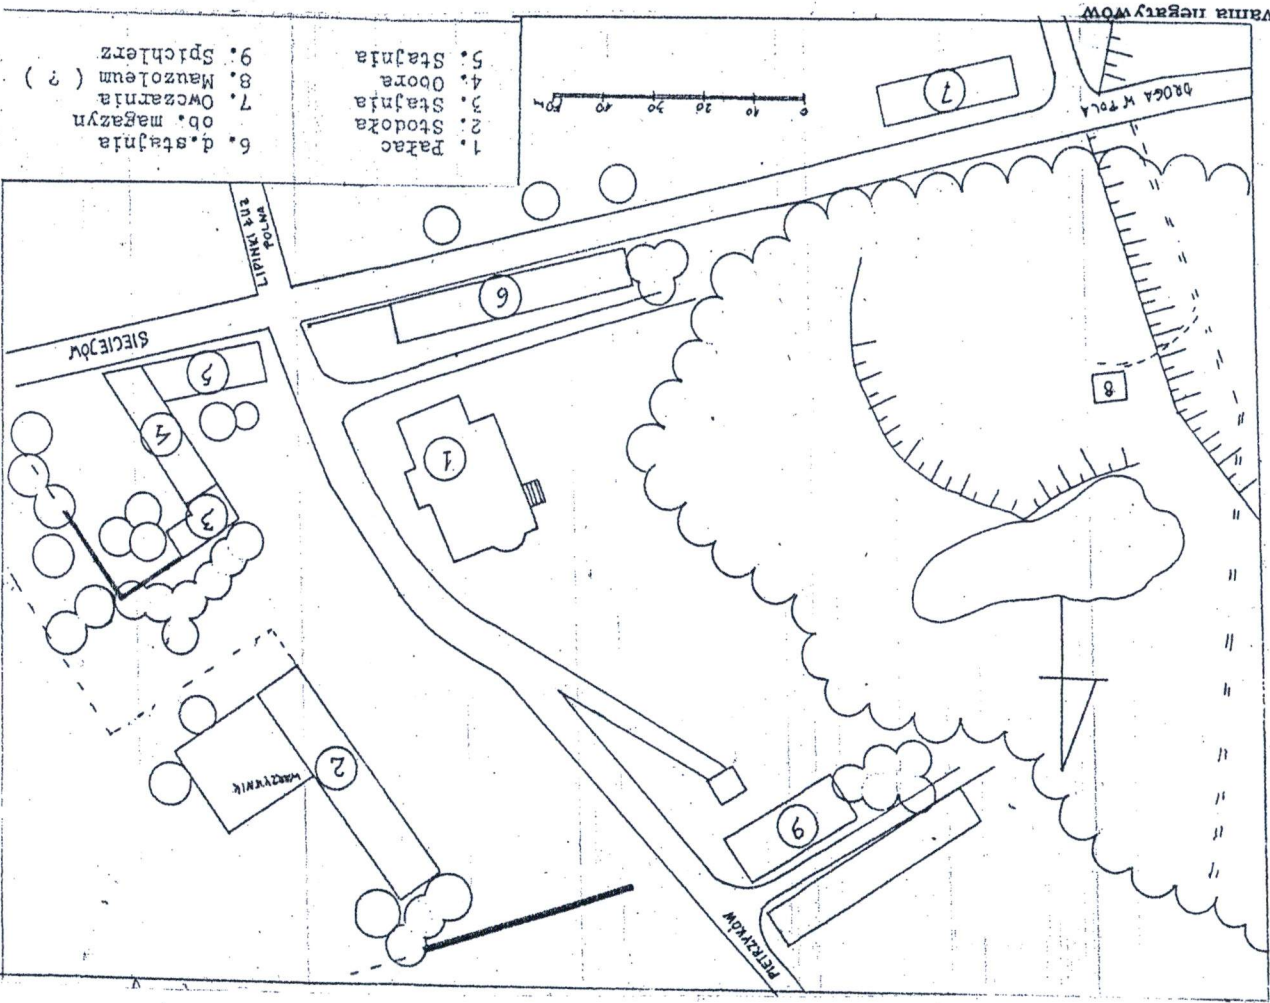 PIETRZYKÓW
9
2
WARZYWNIK
3
1
4
8
5
SIECIEJÓW
6
LIPINKI ŁUŻ
POLNA
DROGA W POLA
7
0 10 20 30 40 50 m
1. Pałac
2. Stodoła
3. Stajnia
4. Obora
5. Stajnia
6. d.stajnia
ob. magazyn
7. Owczarnia
8. Mauzoleum ( ? )
9. Spichlerz
wania negatywów